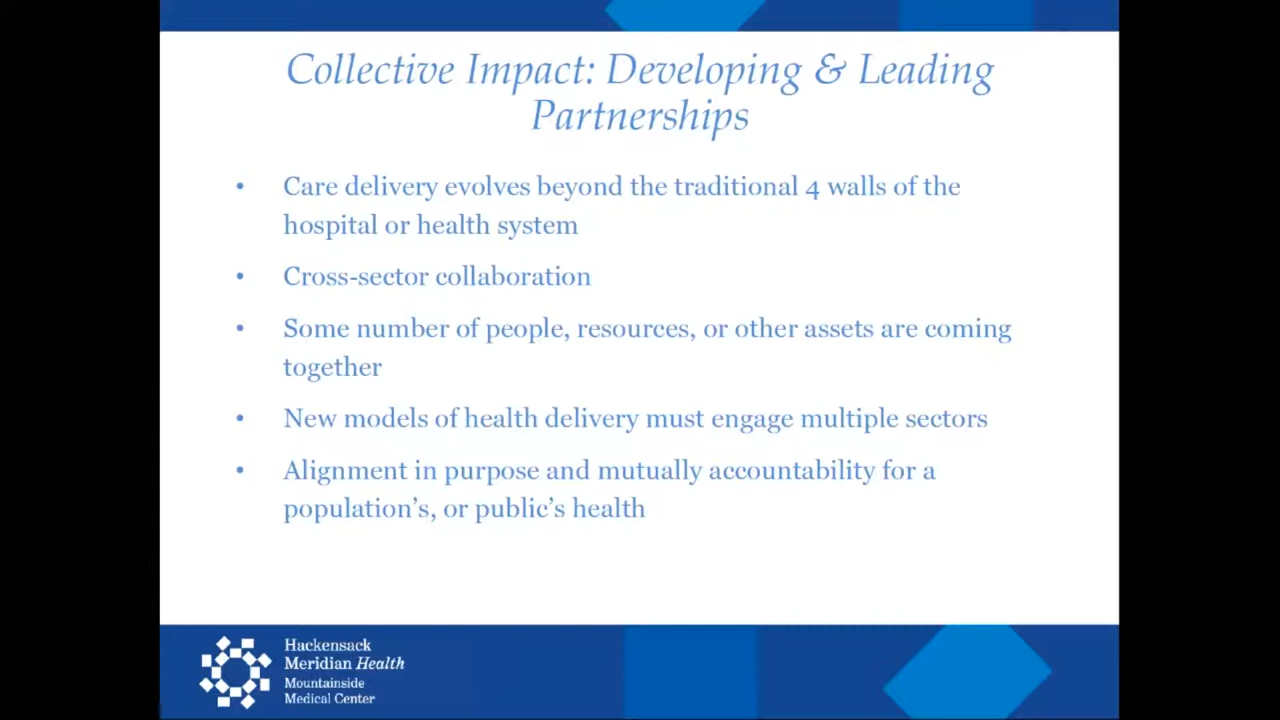 Collective Impact: Developing & Leading
Partnerships
• Care delivery evolves beyond the traditional 4 walls of the
hospital or health system
• Cross-sector collaboration
• Some number of people, resources, or other assets are coming
together
• New models of health delivery must engage multiple sectors
• Alignment in purpose and mutually accountability for a
population’s, or public’s health
Hackensack
Meridian Health
Mountainside
Medical Center